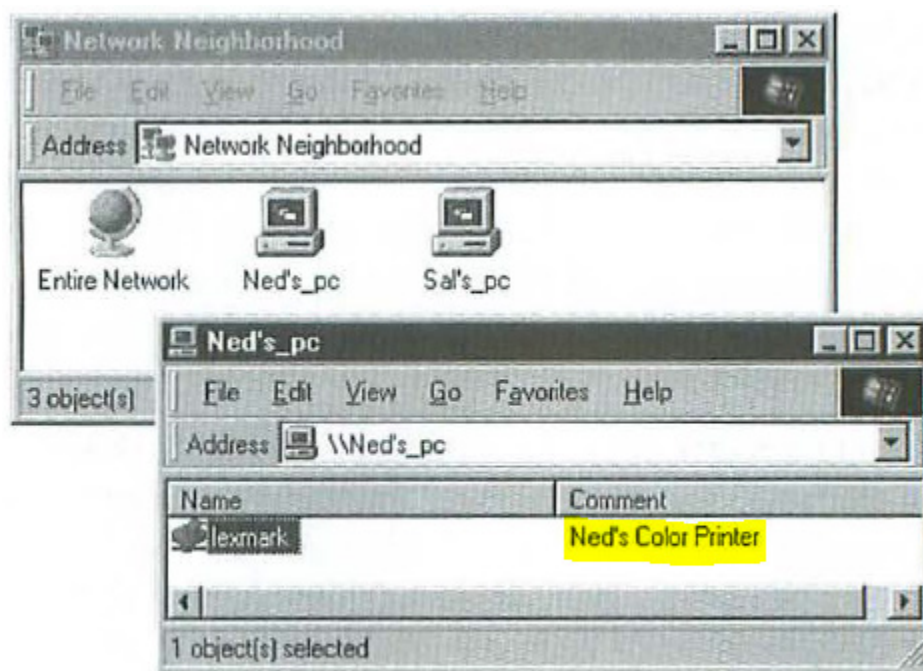 Network Neighborhood
File Edit View Go Favorites Help
Address Network Neighborhood
Entire Network Ned's_pc Sal's_pc
3 object(s)
Ned's_pc
File Edit View Go Favorites Help
Address \\Ned's_pc
Name Comment
lexmark Ned's Color Printer
1 object(s) selected